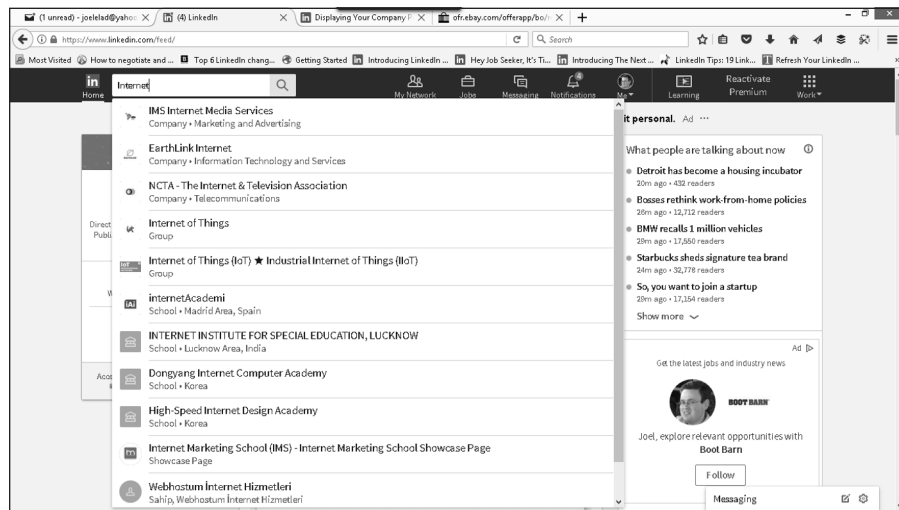 (1 unread) - joelelad@yahoo
(4) LinkedIn
Displaying Your Company P
ofr.ebay.com/offerapp/bo/
https://www.linkedin.com/feed/
Search
Most Visited
How to negotiate and ...
Top 6 LinkedIn chang...
Getting Started
Introducing LinkedIn ...
Hey Job Seeker, It's Ti...
Introducing The Next ...
LinkedIn Tips: 19 Link...
Refresh Your LinkedIn ...
in
Home
Internet
My Network
Jobs
Messaging
4
Notifications
Me
Learning
Reactivate
Premium
Work
IMS Internet Media Services
Company • Marketing and Advertising
EarthLink Internet
Company • Information Technology and Services
NCTA - The Internet & Television Association
Company • Telecommunications
Internet of Things
Group
Internet of Things (IoT) ★ Industrial Internet of Things (IIoT)
Group
internetAcademi
School • Madrid Area, Spain
INTERNET INSTITUTE FOR SPECIAL EDUCATION, LUCKNOW
School • Lucknow Area, India
Dongyang Internet Computer Academy
School • Korea
High-Speed Internet Design Academy
School • Korea
Internet Marketing School (IMS) - Internet Marketing School Showcase Page
Showcase Page
Webhostum İnternet Hizmetleri
Sahip, Webhostum İnternet Hizmetleri
Direct
Publi
it personal. Ad ...
What people are talking about now
Detroit has become a housing incubator
20m ago • 432 readers
Bosses rethink work-from-home policies
26m ago • 12,712 readers
BMW recalls 1 million vehicles
29m ago • 17,550 readers
Starbucks sheds signature tea brand
24m ago • 32,776 readers
So, you want to join a startup
29m ago • 17,154 readers
Show more
Ad
Get the latest jobs and industry news
BOOT BARN
Joel, explore relevant opportunities with
Boot Barn
Follow
Messaging